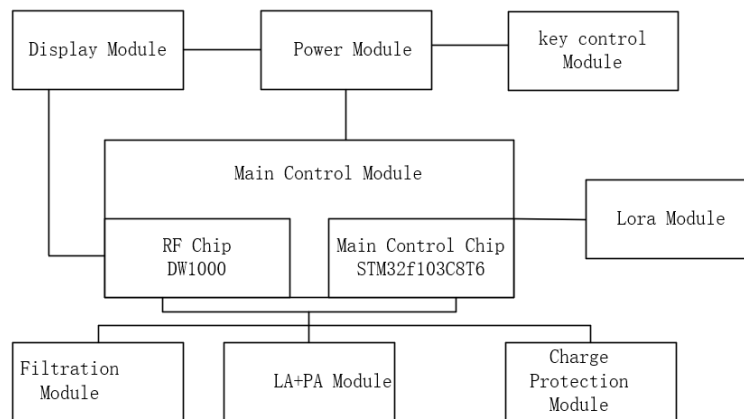 Display Module
Power Module
key control
Module
Main Control Module
RF Chip
DW1000
Main Control Chip
STM32f103C8T6
Lora Module
Filtration
Module
LA+PA Module
Charge
Protection
Module